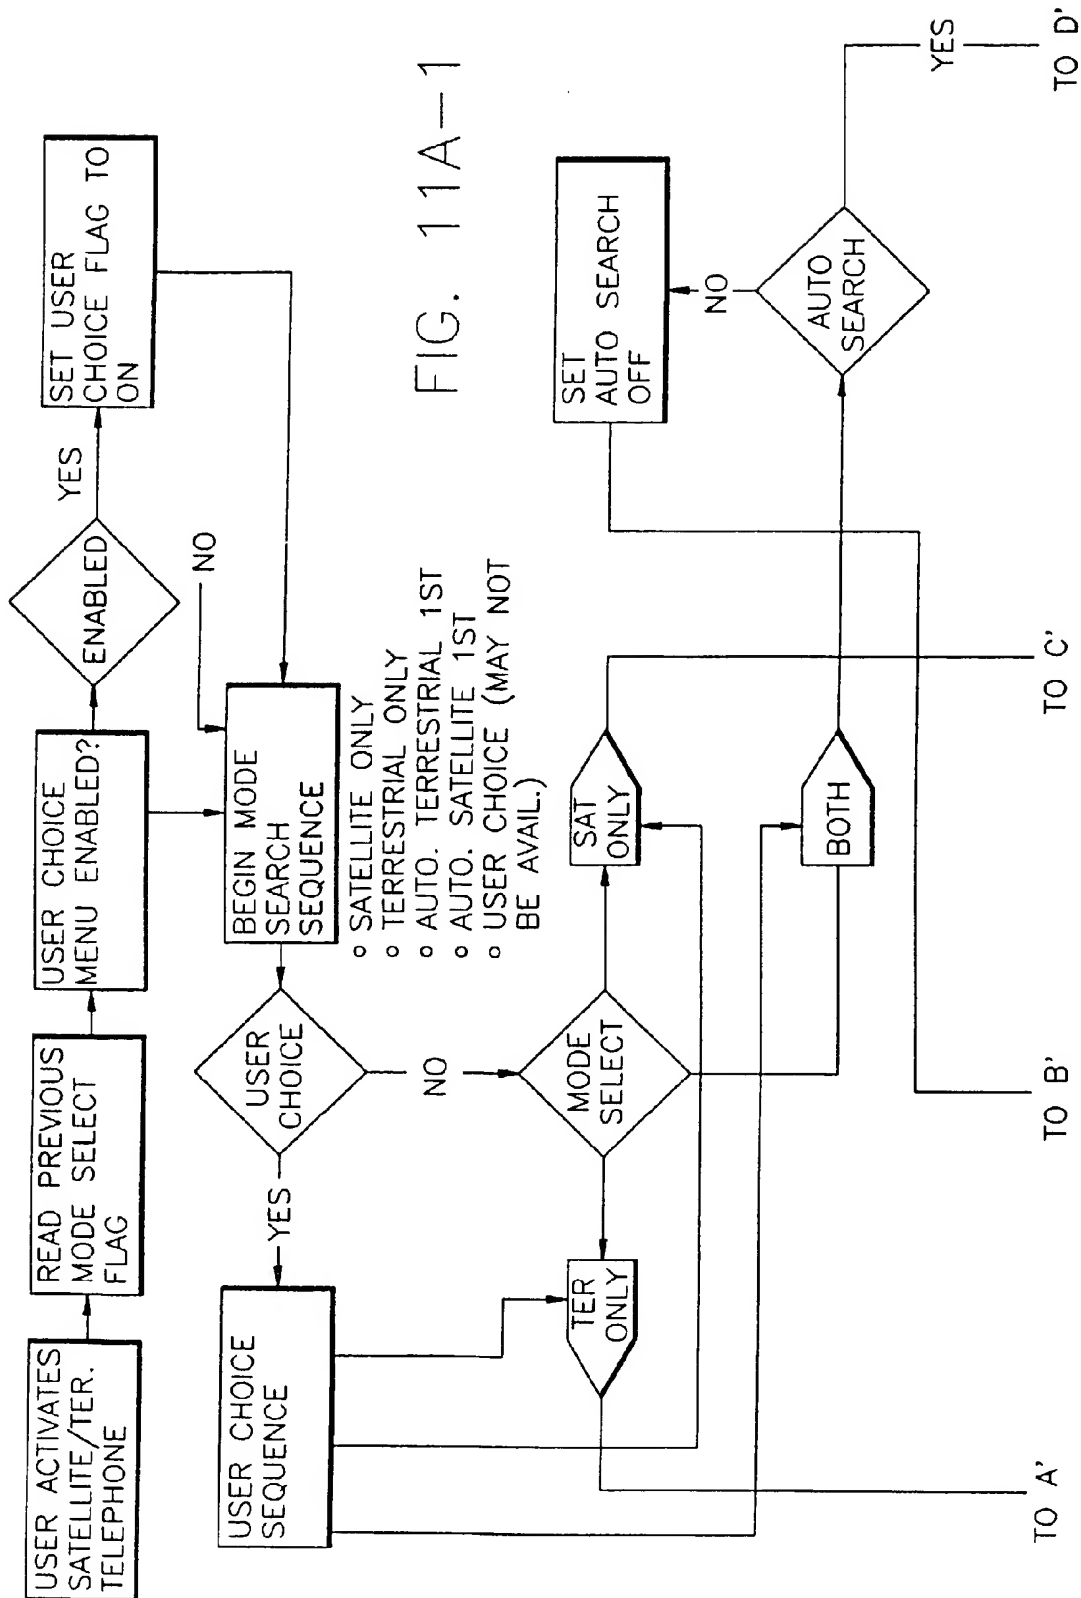 USER ACTIVATES
SATELLITE/TER.
TELEPHONE
READ PREVIOUS
MODE SELECT
FLAG
USER CHOICE
MENU ENABLED?
ENABLED
YES
SET USER
CHOICE FLAG TO
ON
NO
BEGIN MODE
SEARCH
SEQUENCE
USER
CHOICE
YES
USER CHOICE
SEQUENCE
NO
○ SATELLITE ONLY
○ TERRESTRIAL ONLY
○ AUTO. TERRESTRIAL 1ST
○ AUTO. SATELLITE 1ST
○ USER CHOICE (MAY NOT
BE AVAIL.)
FIG. 11A-1
TER
ONLY
MODE
SELECT
SAT
ONLY
SET
AUTO SEARCH
OFF
NO
BOTH
AUTO
SEARCH
YES
TO A'
TO B'
TO C'
TO D'